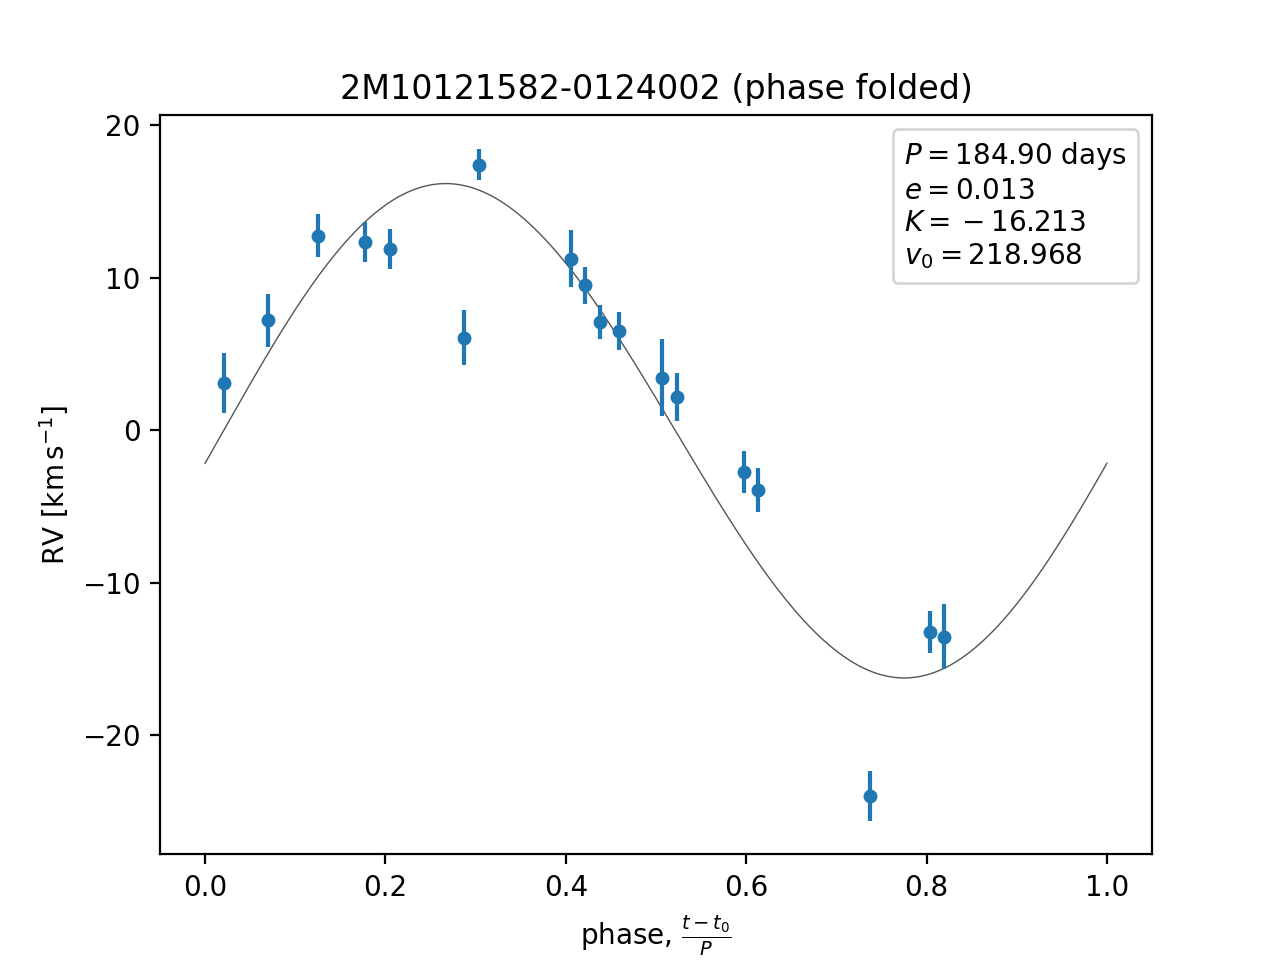 2M10121582-0124002 (phase folded)
P = 184.90 days
e = 0.013
K = −16.213
v₀ = 218.968
20
10
0
−10
−20
RV [km s⁻¹]
0.0 0.2 0.4 0.6 0.8 1.0
phase, (t − t₀)/P